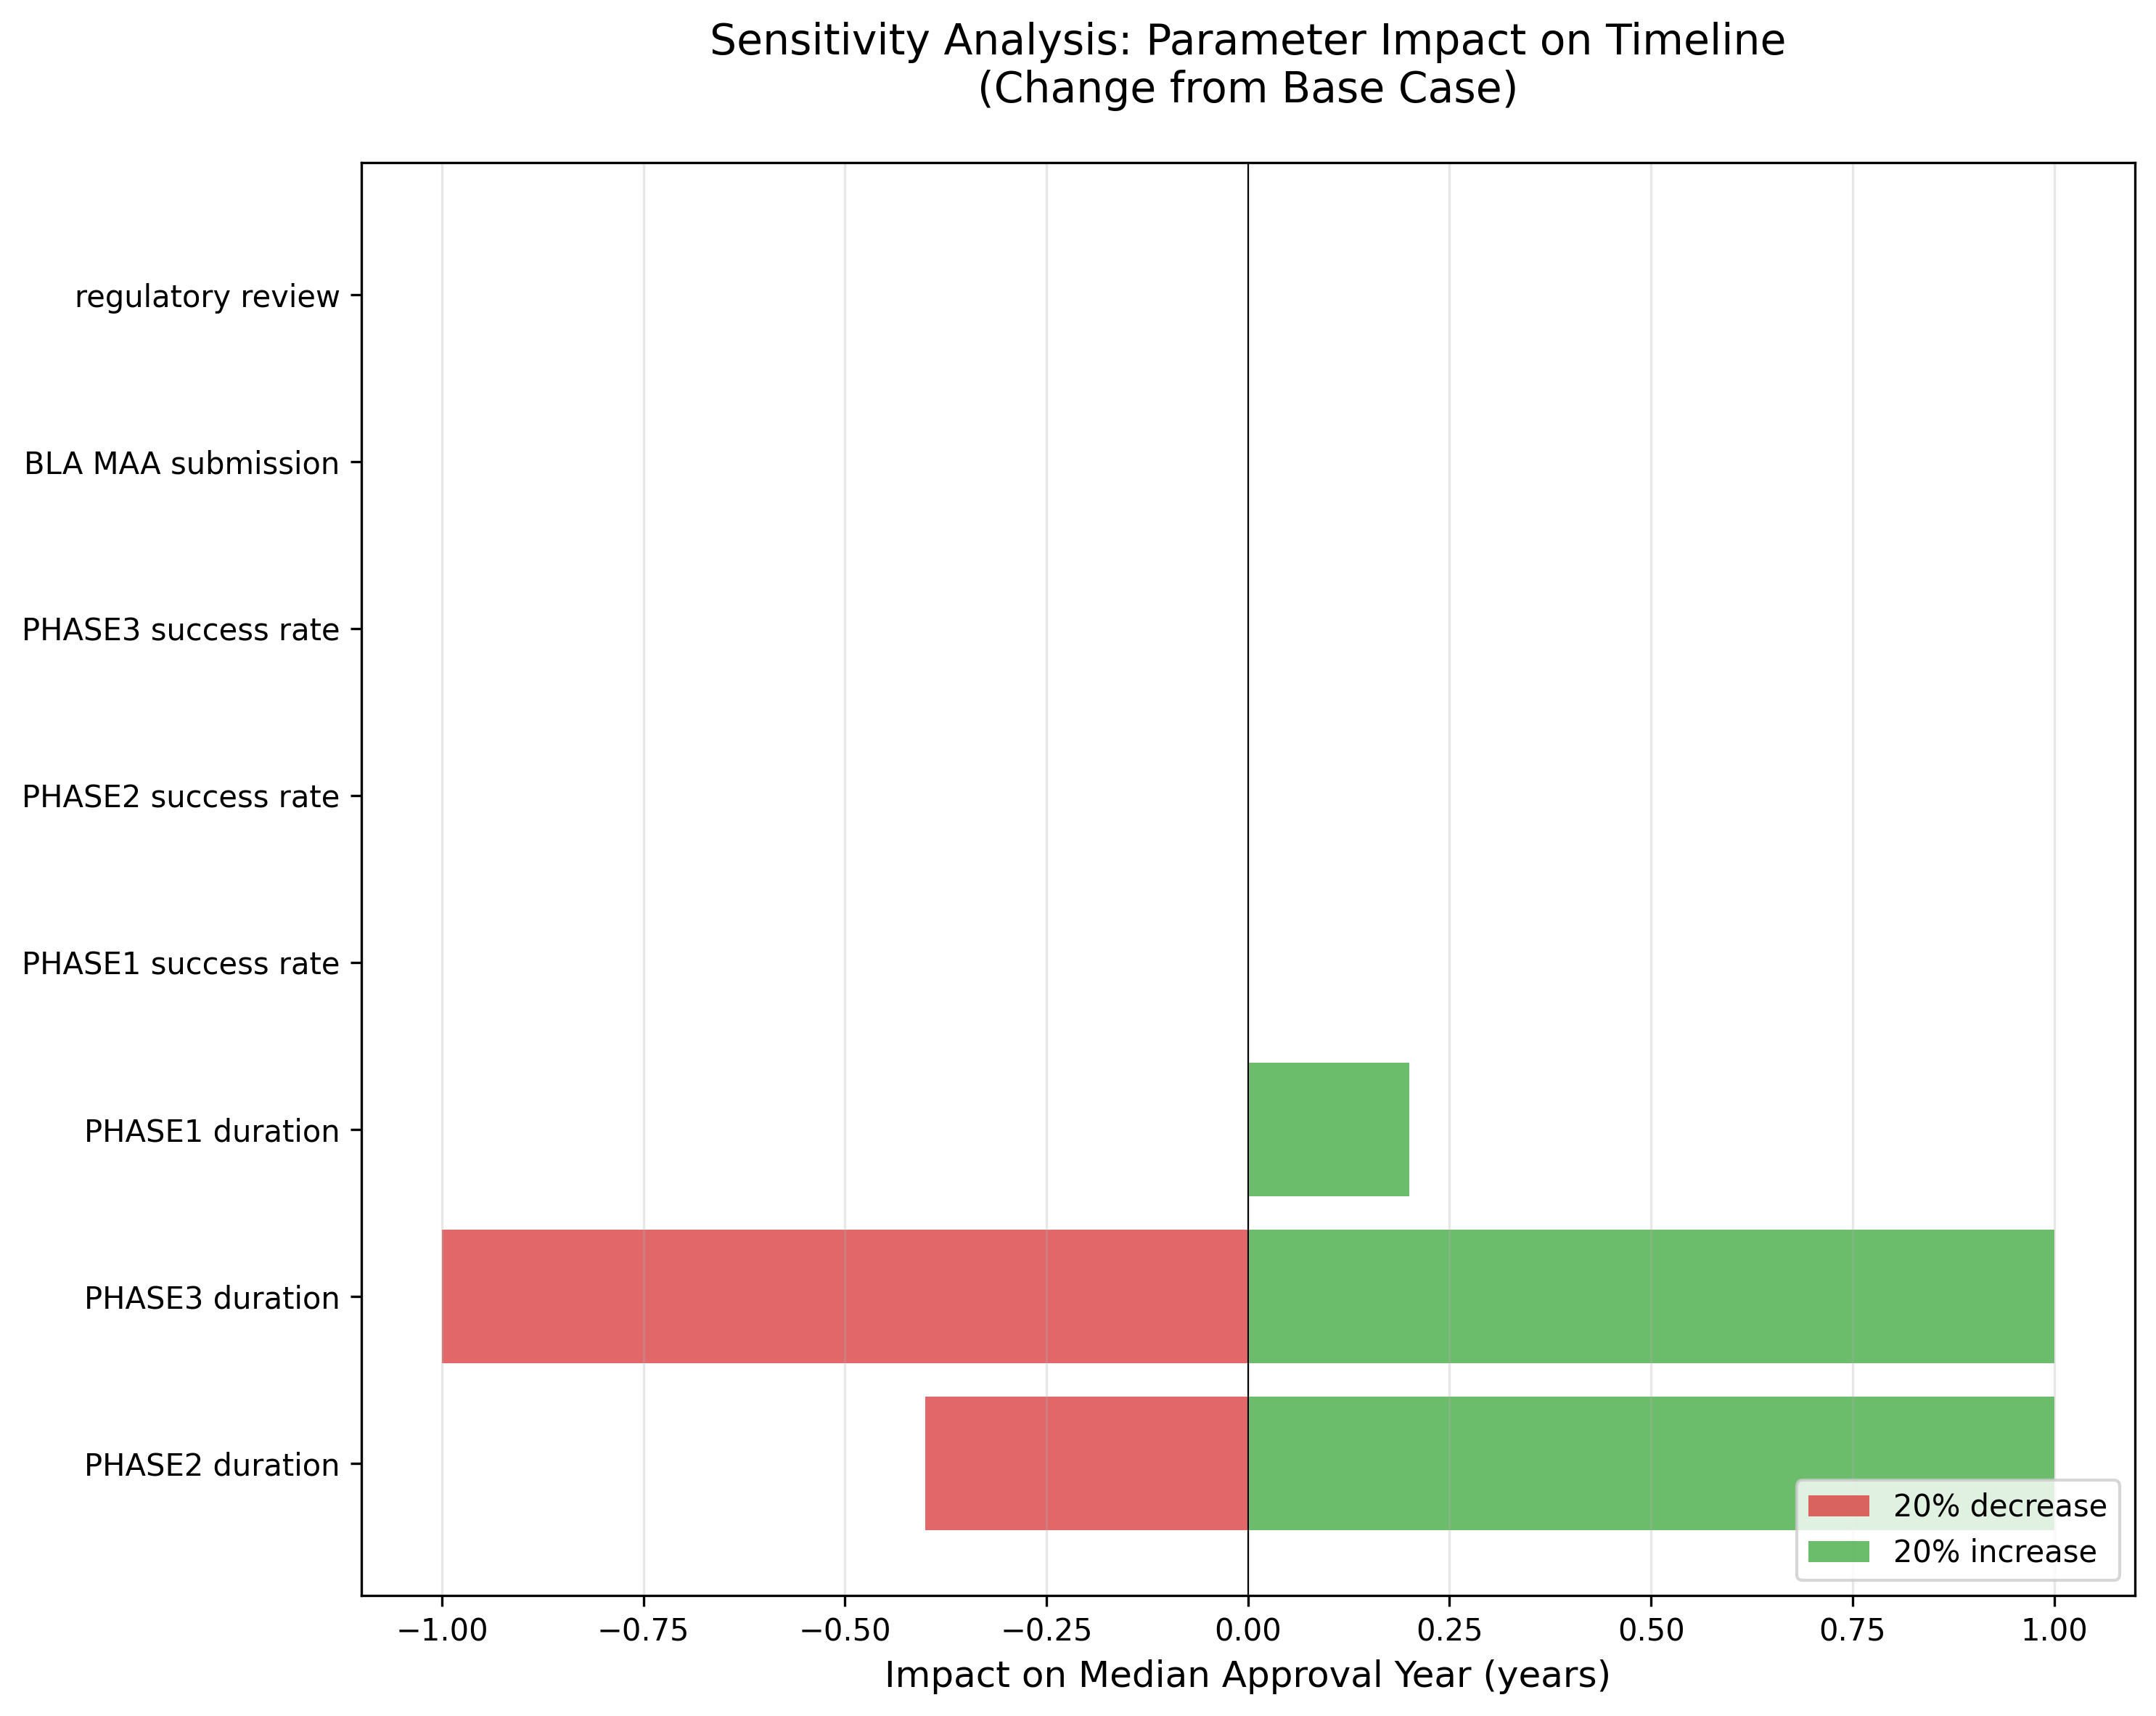 Sensitivity Analysis: Parameter Impact on Timeline
(Change from Base Case)
regulatory review
BLA MAA submission
PHASE3 success rate
PHASE2 success rate
PHASE1 success rate
PHASE1 duration
PHASE3 duration
PHASE2 duration
20% decrease
20% increase
−1.00 −0.75 −0.50 −0.25 0.00 0.25 0.50 0.75 1.00
Impact on Median Approval Year (years)